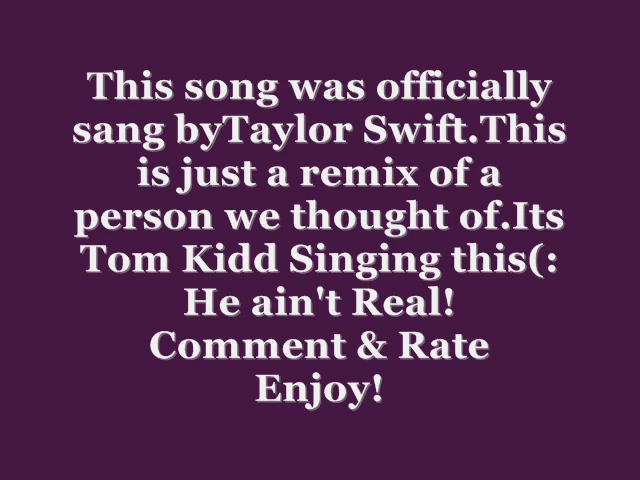 This song was officially
sang byTaylor Swift.This
is just a remix of a
person we thought of.Its
Tom Kidd Singing this(:
He ain't Real!
Comment & Rate
Enjoy!